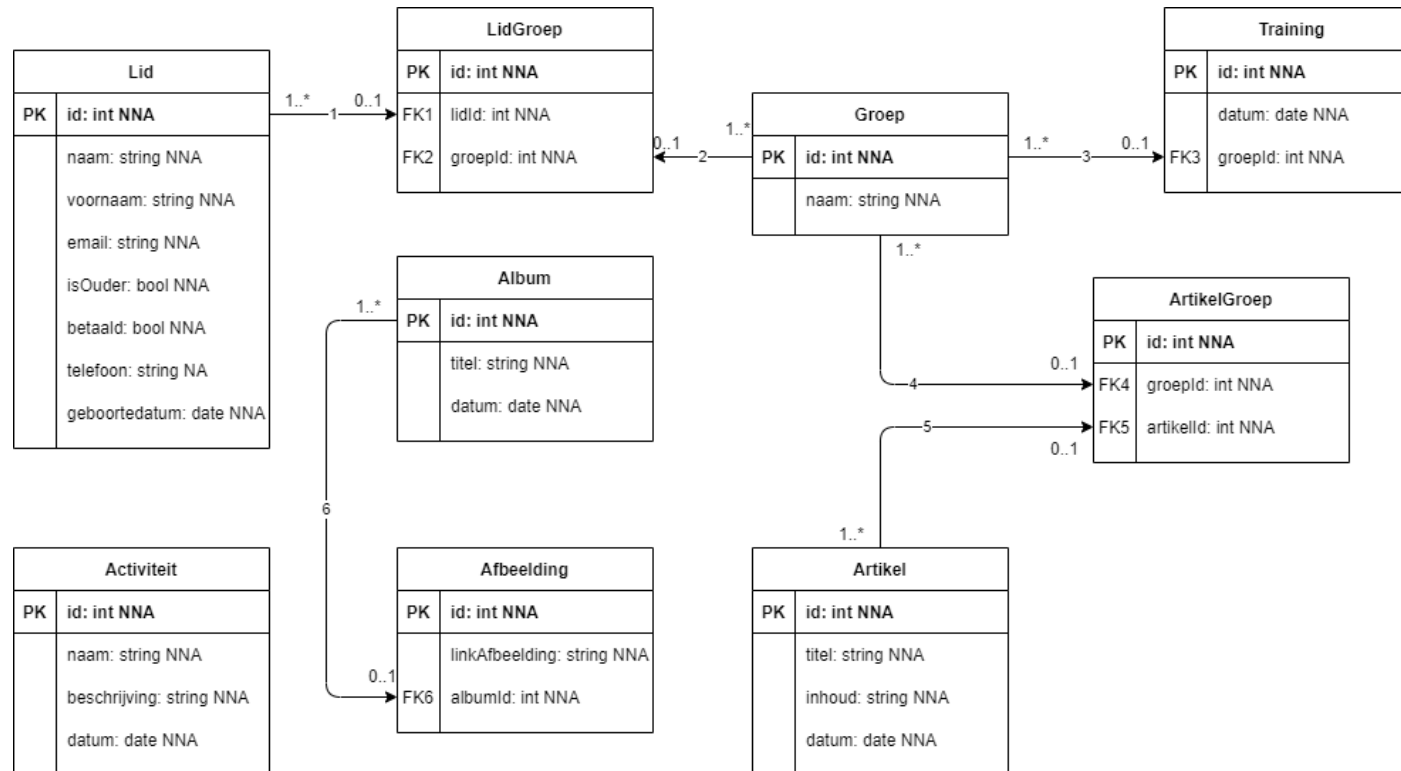 Lid
PK id: int NNA
naam: string NNA
voornaam: string NNA
email: string NNA
isOuder: bool NNA
betaald: bool NNA
telefoon: string NA
geboortedatum: date NNA
1..* 1 0..1
LidGroep
PK id: int NNA
FK1 lidId: int NNA
FK2 groepId: int NNA
0..1 2 1..*
Groep
PK id: int NNA
naam: string NNA
1..* 3 0..1
Training
PK id: int NNA
datum: date NNA
FK3 groepId: int NNA
1..*
4
0..1
ArtikelGroep
PK id: int NNA
FK4 groepId: int NNA
FK5 artikelId: int NNA
5
0..1
1..*
Album
PK id: int NNA
titel: string NNA
datum: date NNA
1..*
6
0..1
Activiteit
PK id: int NNA
naam: string NNA
beschrijving: string NNA
datum: date NNA
Afbeelding
PK id: int NNA
linkAfbeelding: string NNA
FK6 albumId: int NNA
Artikel
PK id: int NNA
titel: string NNA
inhoud: string NNA
datum: date NNA